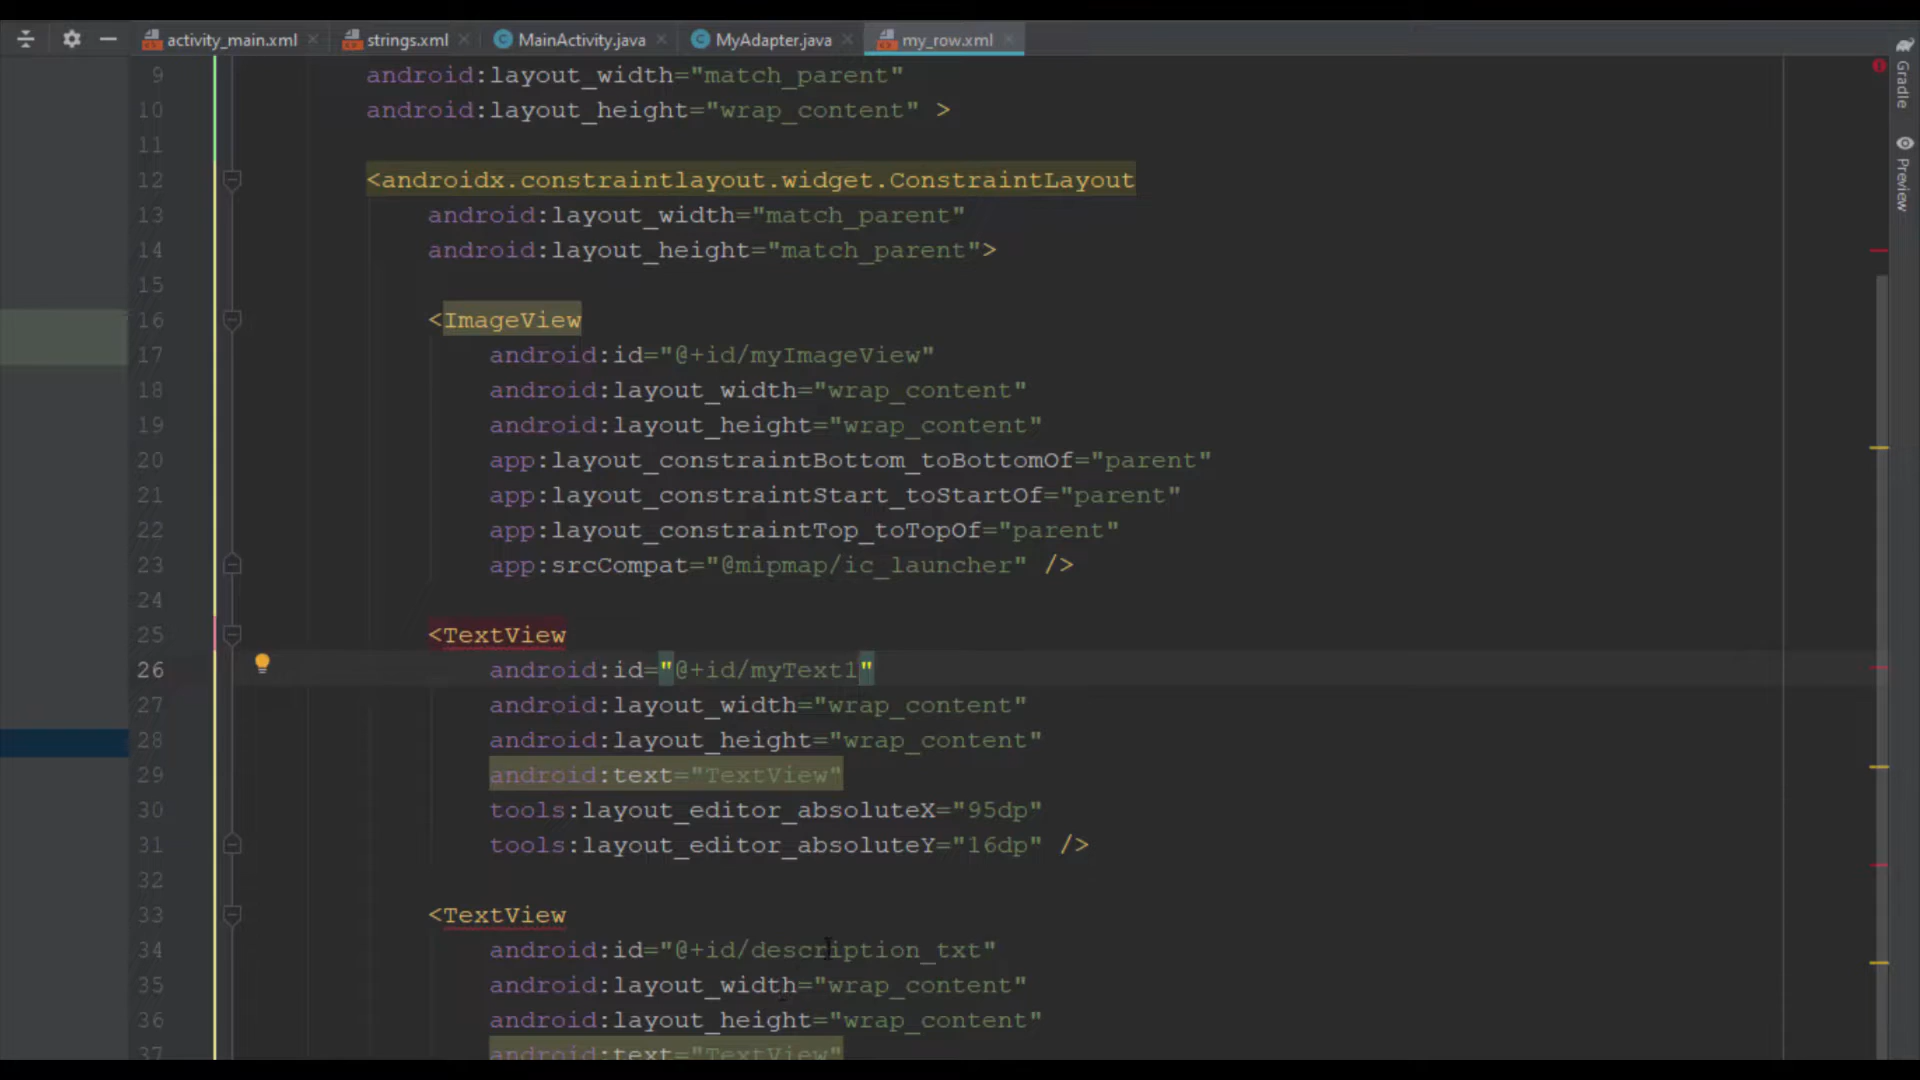 activity_main.xml
strings.xml
MainActivity.java
MyAdapter.java
my_row.xml
Gradle
Preview
9 android:layout_width="match_parent"
10 android:layout_height="wrap_content" >
11
12 <androidx.constraintlayout.widget.ConstraintLayout
13 android:layout_width="match_parent"
14 android:layout_height="match_parent">
15
16 <ImageView
17 android:id="@+id/myImageView"
18 android:layout_width="wrap_content"
19 android:layout_height="wrap_content"
20 app:layout_constraintBottom_toBottomOf="parent"
21 app:layout_constraintStart_toStartOf="parent"
22 app:layout_constraintTop_toTopOf="parent"
23 app:srcCompat="@mipmap/ic_launcher" />
24
25 <TextView
26 android:id="@+id/myText1"
27 android:layout_width="wrap_content"
28 android:layout_height="wrap_content"
29 android:text="TextView"
30 tools:layout_editor_absoluteX="95dp"
31 tools:layout_editor_absoluteY="16dp" />
32
33 <TextView
34 android:id="@+id/description_txt"
35 android:layout_width="wrap_content"
36 android:layout_height="wrap_content"
37 android:text="TextView"